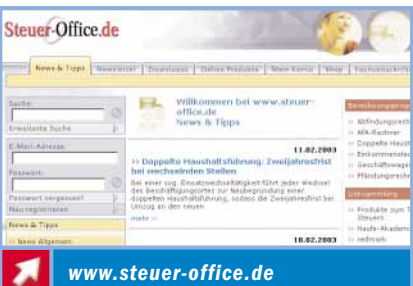 Steuer-Office.de
News & Tipps
Newsletter
Downloads
Online Produkte
Mein Konto
Shop
Suche:
Erweiterte Suche
E-Mail-Adresse:
Passwort:
Passwort vergessen?
Neu registrieren
News & Tipps
News Allgemein:
Willkommen bei www.steuer-
office.de
News & Tipps
11.02.2003
>> Doppelte Haushaltsführung: Zweijahresfrist
bei wechselnden Stellen
Bei einer sog. Einsatzwechseltätigkeit führt jeder Wechsel
des Beschäftigungsortes zur Neubegründung einer
doppelten Haushaltsführung, sodass die Zweijahresfrist bei
Umzug an den neuen
mehr
10.02.2003
Abfindungsrech
AfA-Rechner
Doppelte Haush
Einkommensteu
Geschäftswage
Pfändungsrechn
Linksammlung
Produkte zum T
Steuern
Haufe-Akademi
redmark
www.steuer-office.de